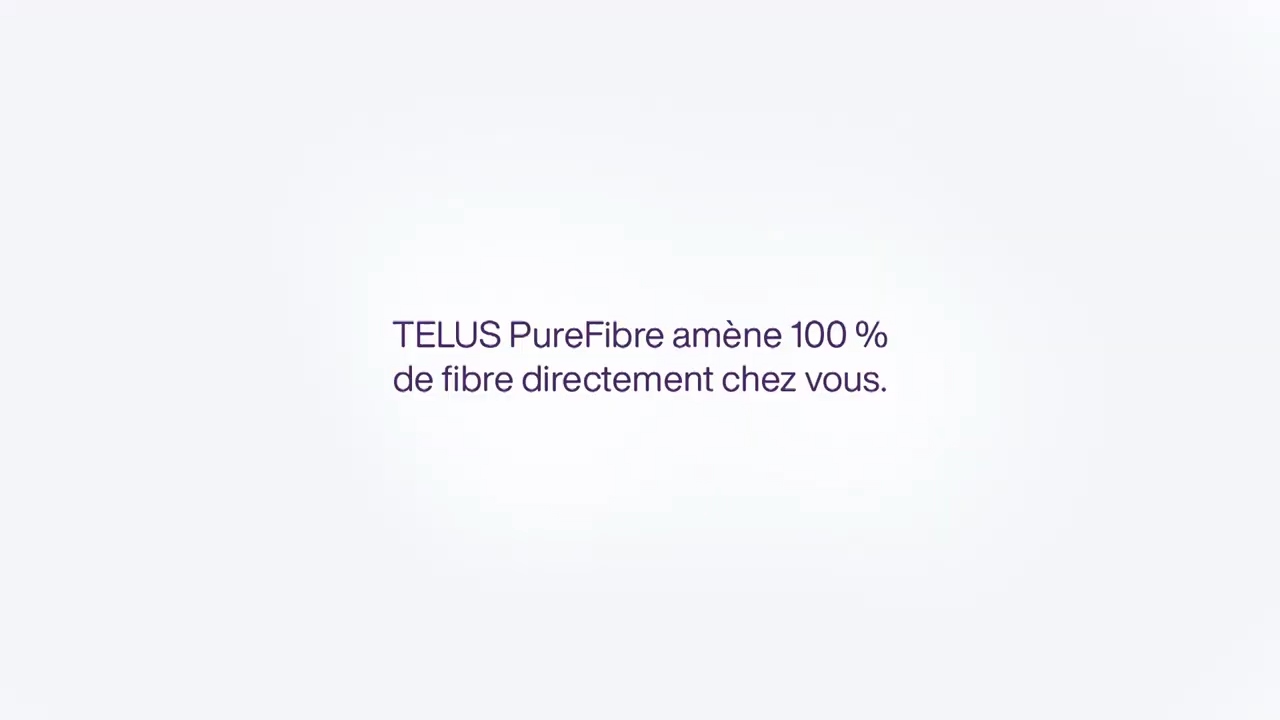 TELUS PureFibre amène 100 %
de fibre directement chez vous.